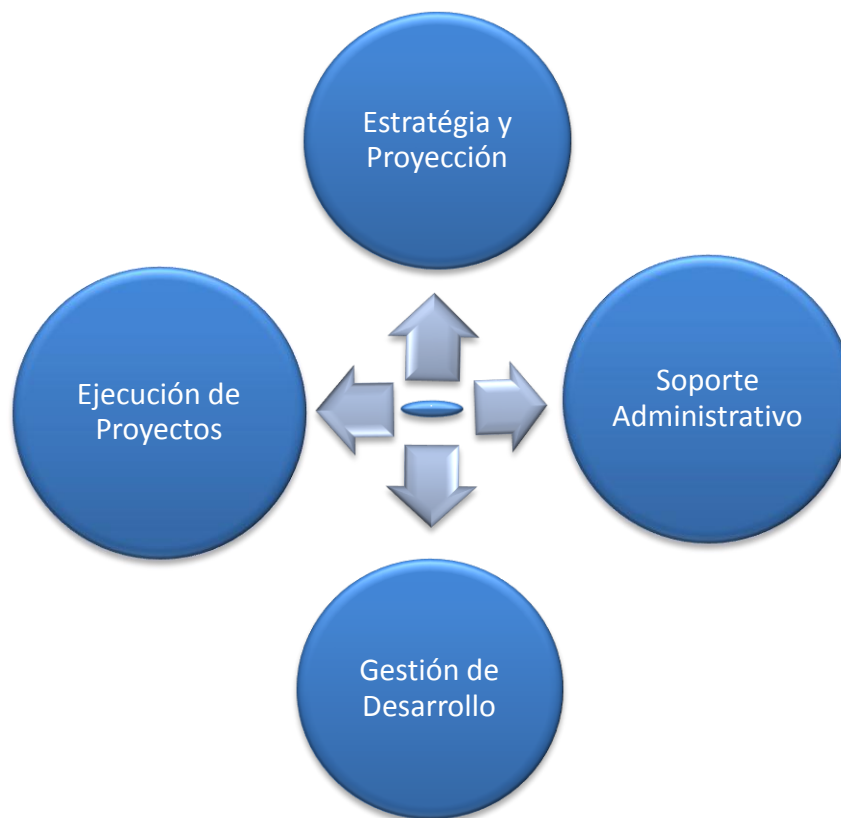 Estratégia y
Proyección
Ejecución de
Proyectos
Soporte
Administrativo
Gestión de
Desarrollo